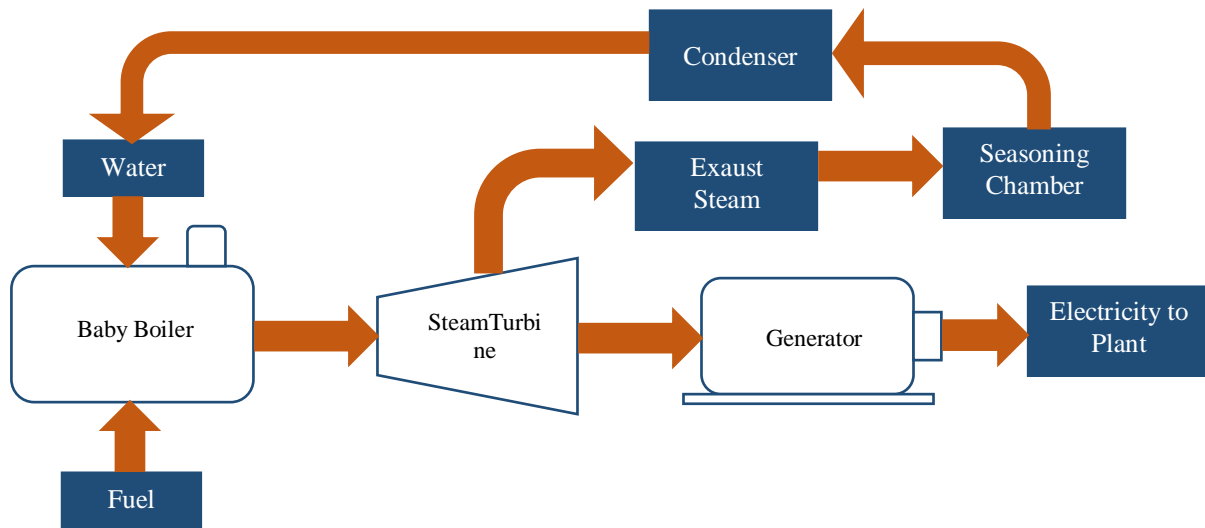 Condenser
Water
Exaust
Steam
Seasoning
Chamber
Baby Boiler
SteamTurbi
ne
Generator
Electricity to
Plant
Fuel